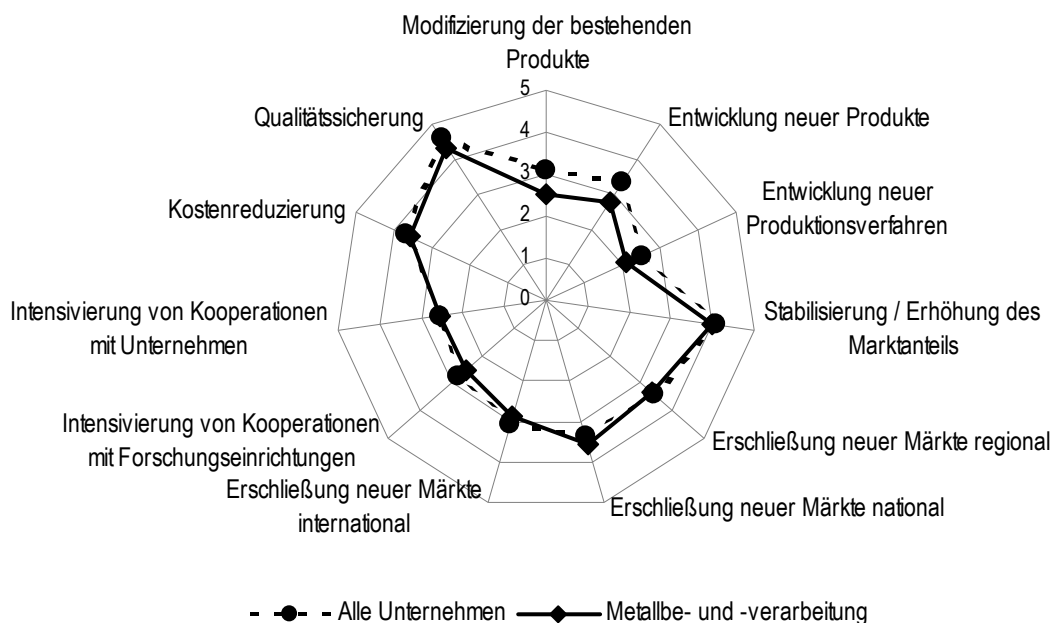 Modifizierung der bestehenden
Produkte
Entwicklung neuer Produkte
Entwicklung neuer
Produktionsverfahren
Stabilisierung / Erhöhung des
Marktanteils
Erschließung neuer Märkte regional
Erschließung neuer Märkte national
Erschließung neuer Märkte
international
Intensivierung von Kooperationen
mit Forschungseinrichtungen
Intensivierung von Kooperationen
mit Unternehmen
Kostenreduzierung
Qualitätssicherung
5
4
3
2
1
0
Alle Unternehmen
Metallbe- und -verarbeitung